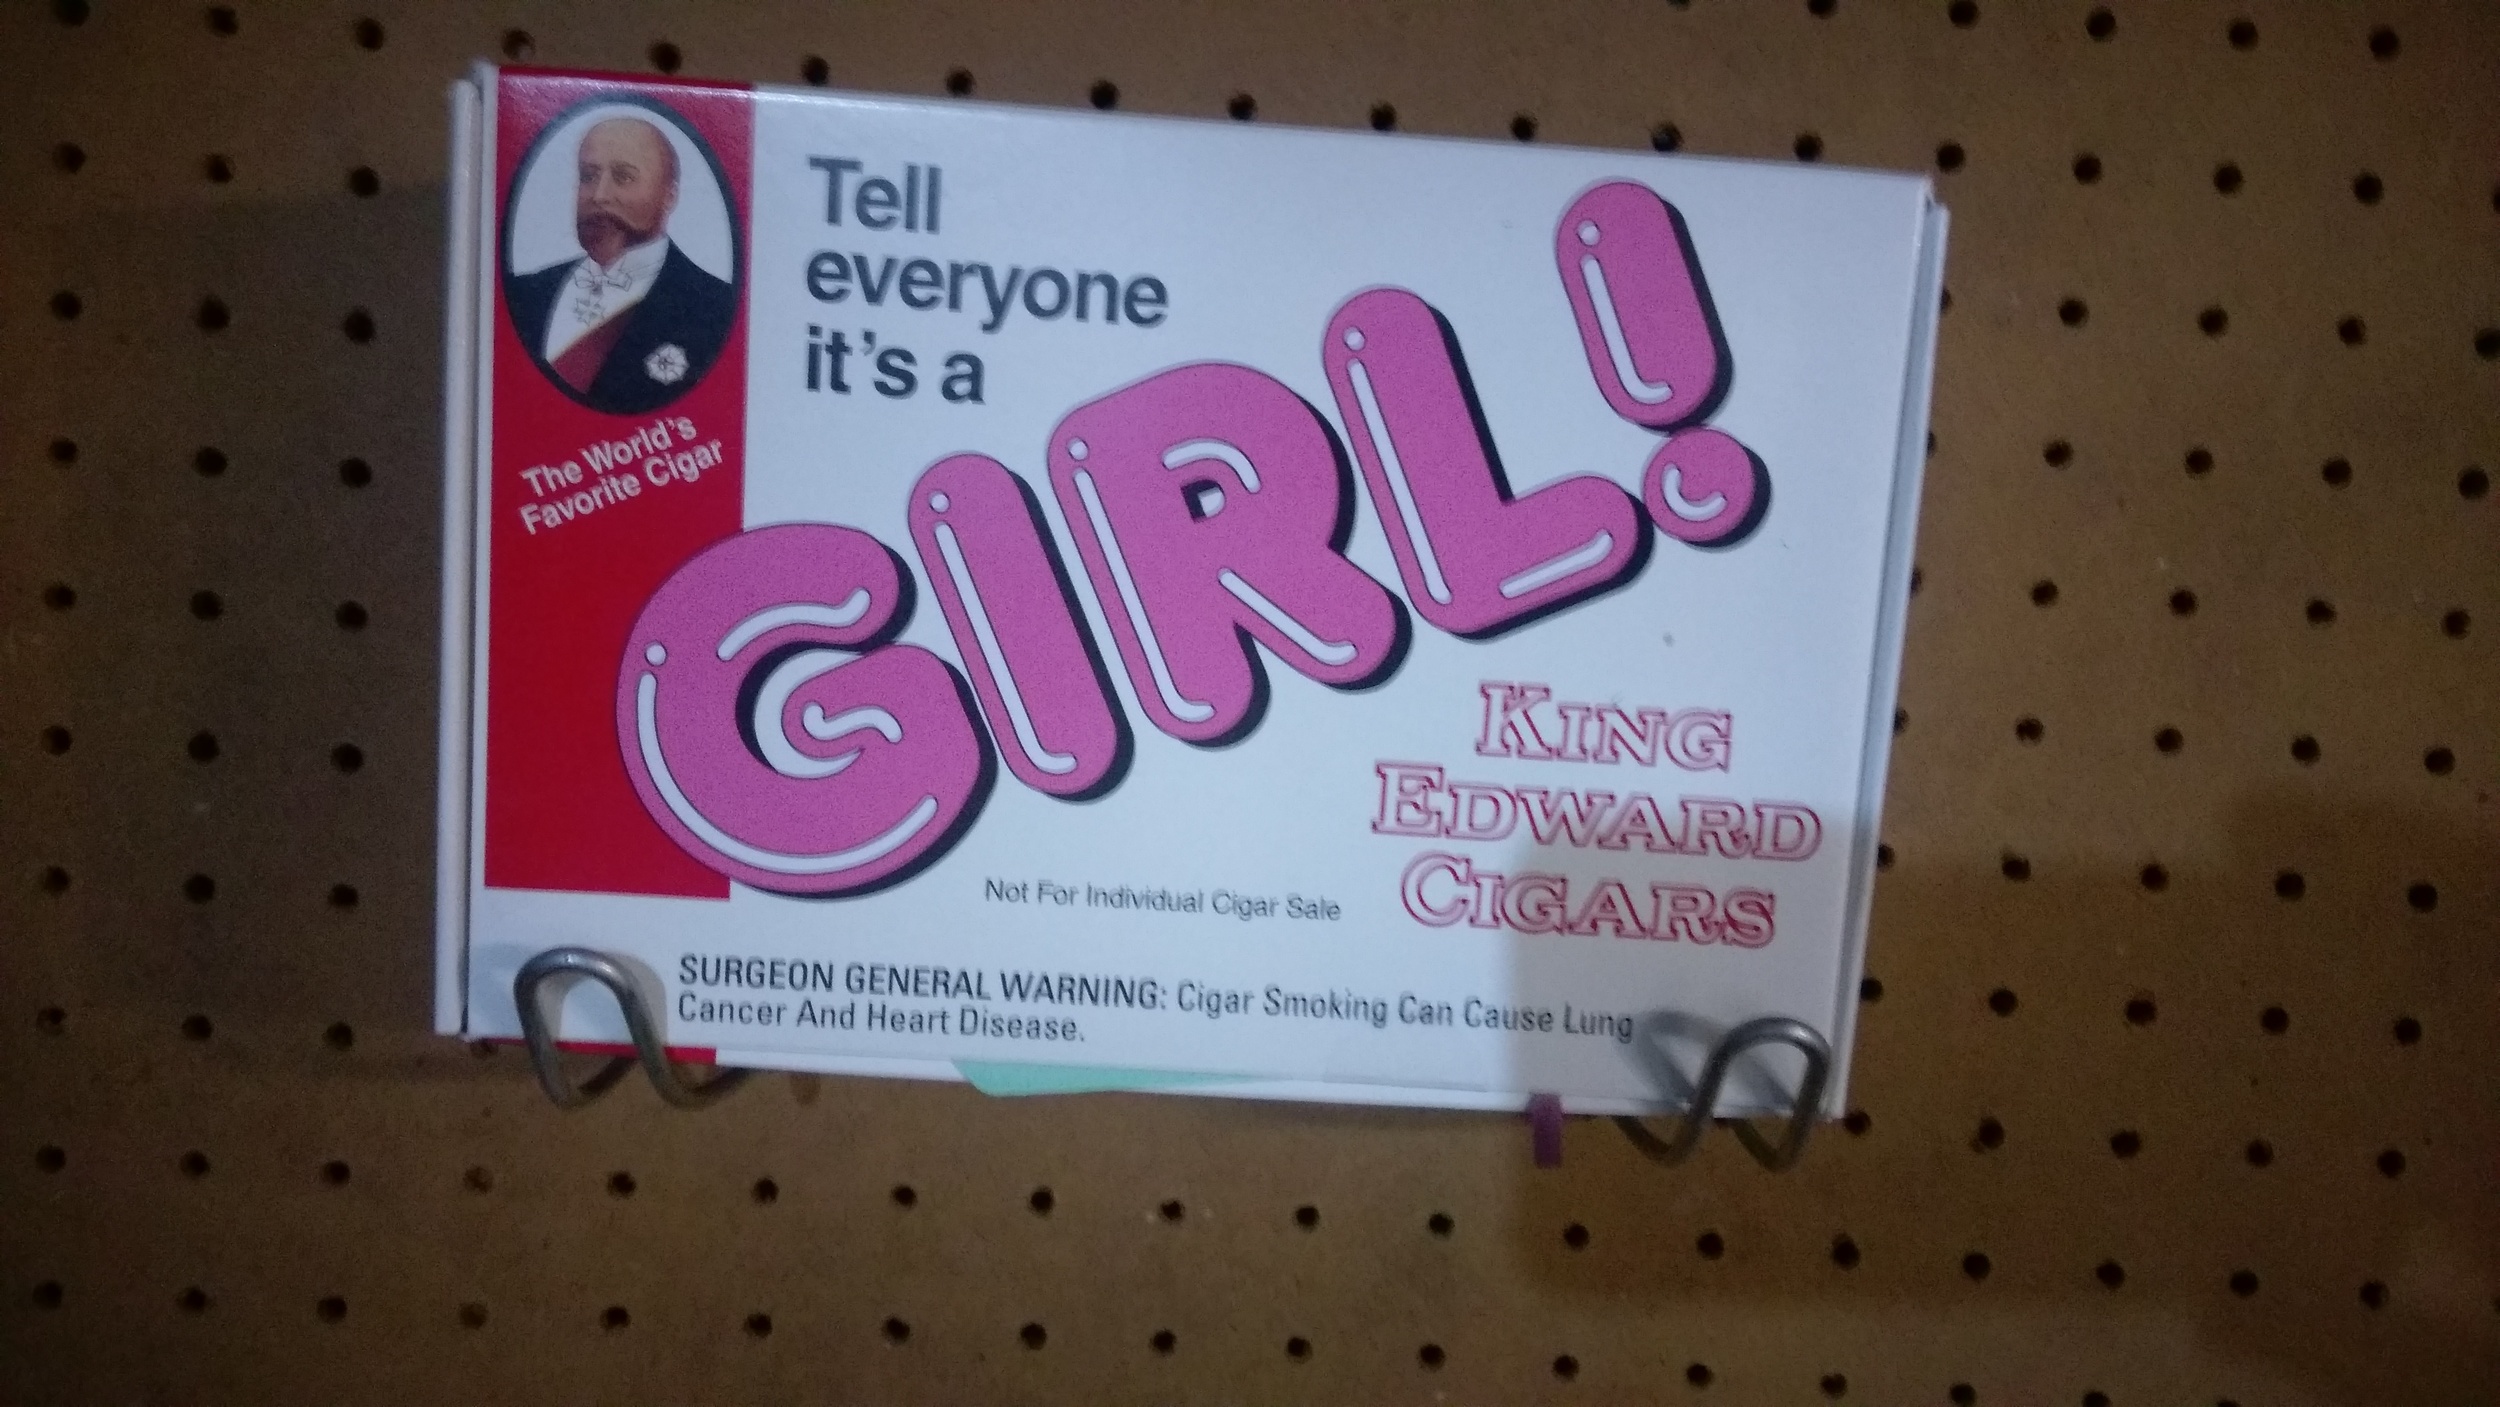 Tell
everyone
it's a
GIRL!
The World's
Favorite Cigar
KING
EDWARD
CIGARS
Not For Individual Cigar Sale
SURGEON GENERAL WARNING: Cigar Smoking Can Cause Lung
Cancer And Heart Disease.